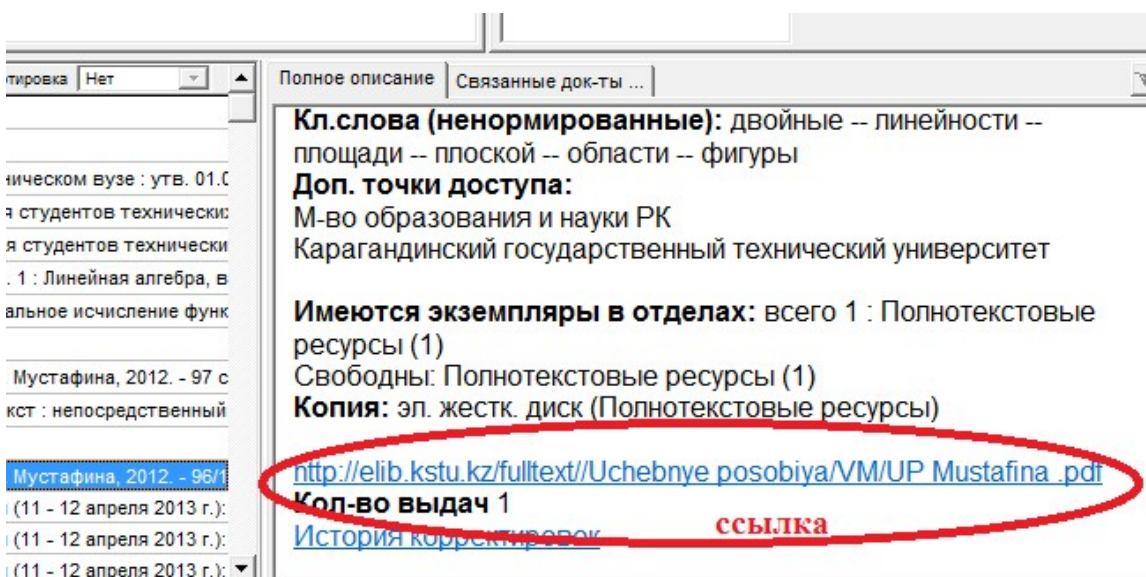 тировка Нет
ническом вузе : утв. 01.0
я студентов технических
я студентов технически
. 1 : Линейная алгебра, в
альное исчисление функ
Мустафина, 2012. - 97 с
кст : непосредственный
Мустафина, 2012. - 96/1
(11 - 12 апреля 2013 г.):
(11 - 12 апреля 2013 г.):
(11 - 12 апреля 2013 г.):
Полное описание Связанные док-ты ...
Кл.слова (ненормированные): двойные -- линейности --
площади -- плоской -- области -- фигуры
Доп. точки доступа:
М-во образования и науки РК
Карагандинский государственный технический университет
Имеются экземпляры в отделах: всего 1 : Полнотекстовые
ресурсы (1)
Свободны: Полнотекстовые ресурсы (1)
Копия: эл. жестк. диск (Полнотекстовые ресурсы)
http://elib.kstu.kz/fulltext//Uchebnye posobiya/VM/UP Mustafina .pdf
Кол-во выдач 1
ссылка
История корректировок